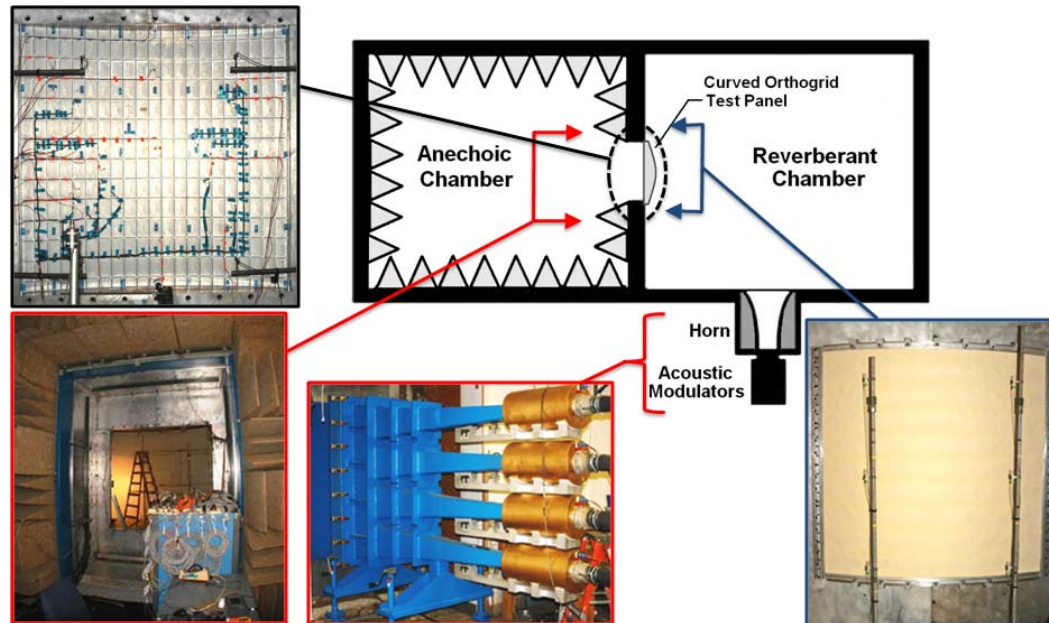 Curved Orthogrid
Test Panel
Anechoic
Chamber
Reverberant
Chamber
Horn
Acoustic
Modulators